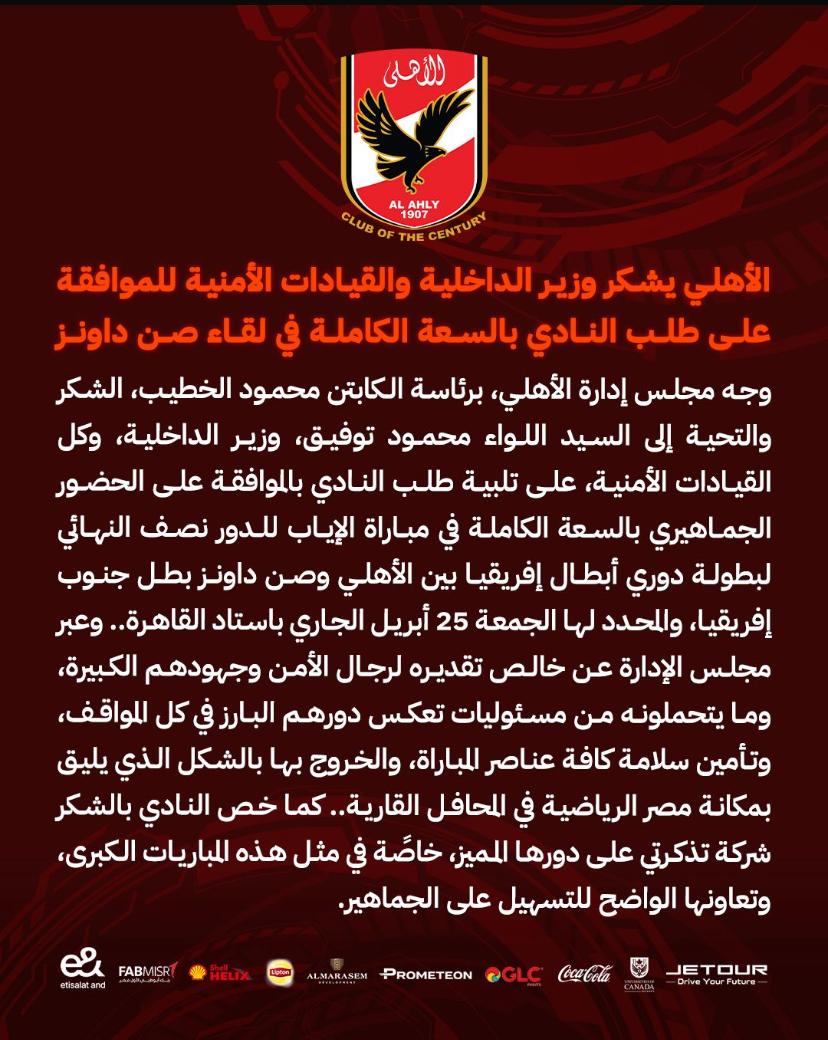 الأهلى
AL AHLY
1907
CLUB OF THE CENTURY
الأهلي يشكر وزير الداخلية والقيادات الأمنية للموافقة
على طلب النادي بالسعة الكاملة في لقاء صن داونز
وجه مجلس إدارة الأهلي، برئاسة الكابتن محمود الخطيب، الشكر
والتحية إلى السيد اللواء محمود توفيق، وزير الداخلية، وكل
القيادات الأمنية، على تلبية طلب النادي بالموافقة على الحضور
الجماهيري بالسعة الكاملة في مباراة الإياب للدور نصف النهائي
لبطولة دوري أبطال إفريقيا بين الأهلي وصن داونز بطل جنوب
إفريقيا، والمحدد لها الجمعة 25 أبريل الجاري باستاد القاهرة.. وعبر
مجلس الإدارة عن خالص تقديره لرجال الأمن وجهودهم الكبيرة،
وما يتحملونه من مسئوليات تعكس دورهم البارز في كل المواقف،
وتأمين سلامة كافة عناصر المباراة، والخروج بها بالشكل الذي يليق
بمكانة مصر الرياضية في المحافل القارية.. كما خص النادي بالشكر
شركة تذكرتي على دورها المميز، خاصًة في مثل هذه المباريات الكبرى،
وتعاونها الواضح للتسهيل على الجماهير.
e& etisalat and
FABMISR بنك أبوظبي الأول مصر
Shell HELIX
Lipton
ALMARASEM DEVELOPMENT
PROMETEON
GLC PAINTS
Coca-Cola
UNIVERSITIES OF CANADA
JETOUR
Drive Your Future